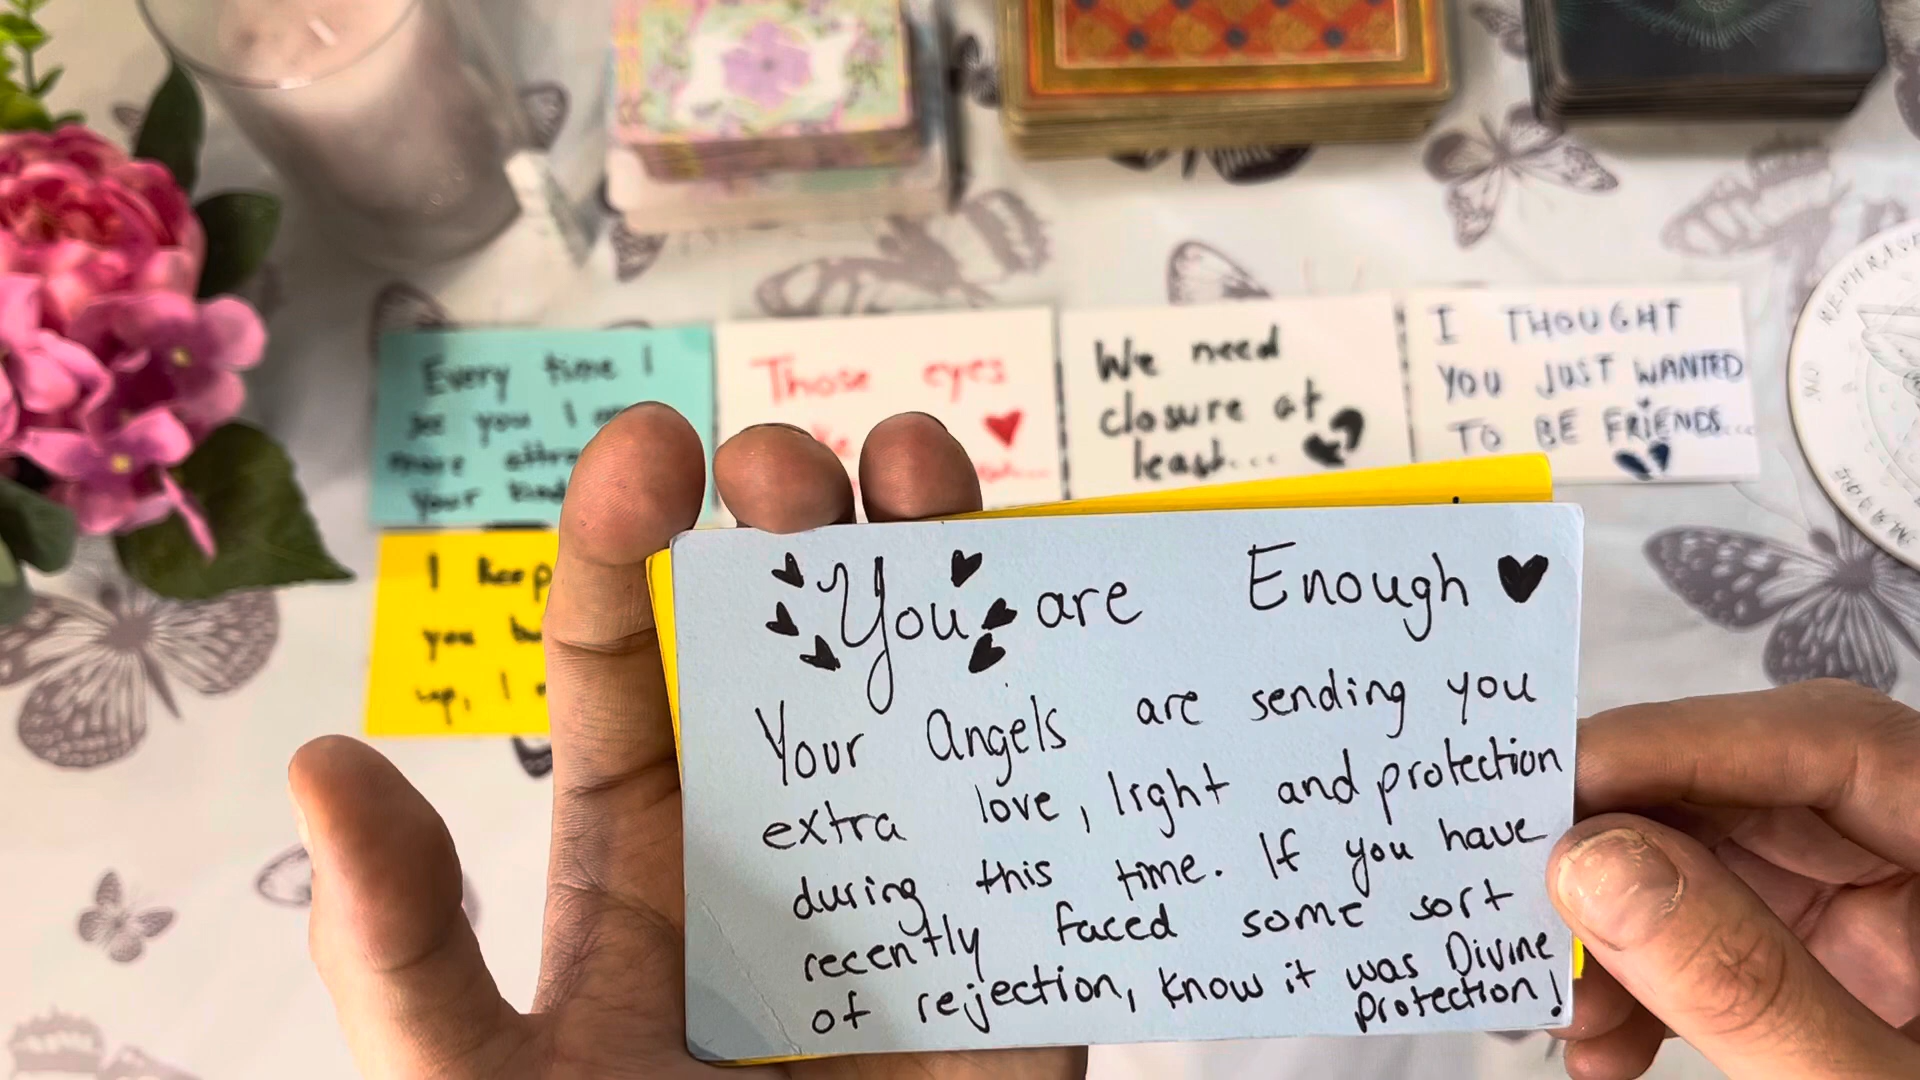 Every time I
see you I
more
your
Those eyes
We need
closure at
least...
I THOUGHT
YOU JUST WANTED
TO BE FRIENDS...
I keep
you
up, I
You are Enough
Your Angels are sending you
extra love, light and protection
during this time. If you have
recently faced some sort
of rejection, know it was Divine
Protection!